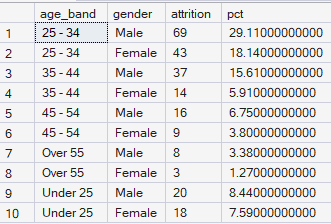 age_band gender attrition pct
1 25 - 34 Male 69 29.11000000000
2 25 - 34 Female 43 18.14000000000
3 35 - 44 Male 37 15.61000000000
4 35 - 44 Female 14 5.91000000000
5 45 - 54 Male 16 6.75000000000
6 45 - 54 Female 9 3.80000000000
7 Over 55 Male 8 3.38000000000
8 Over 55 Female 3 1.27000000000
9 Under 25 Male 20 8.44000000000
10 Under 25 Female 18 7.59000000000